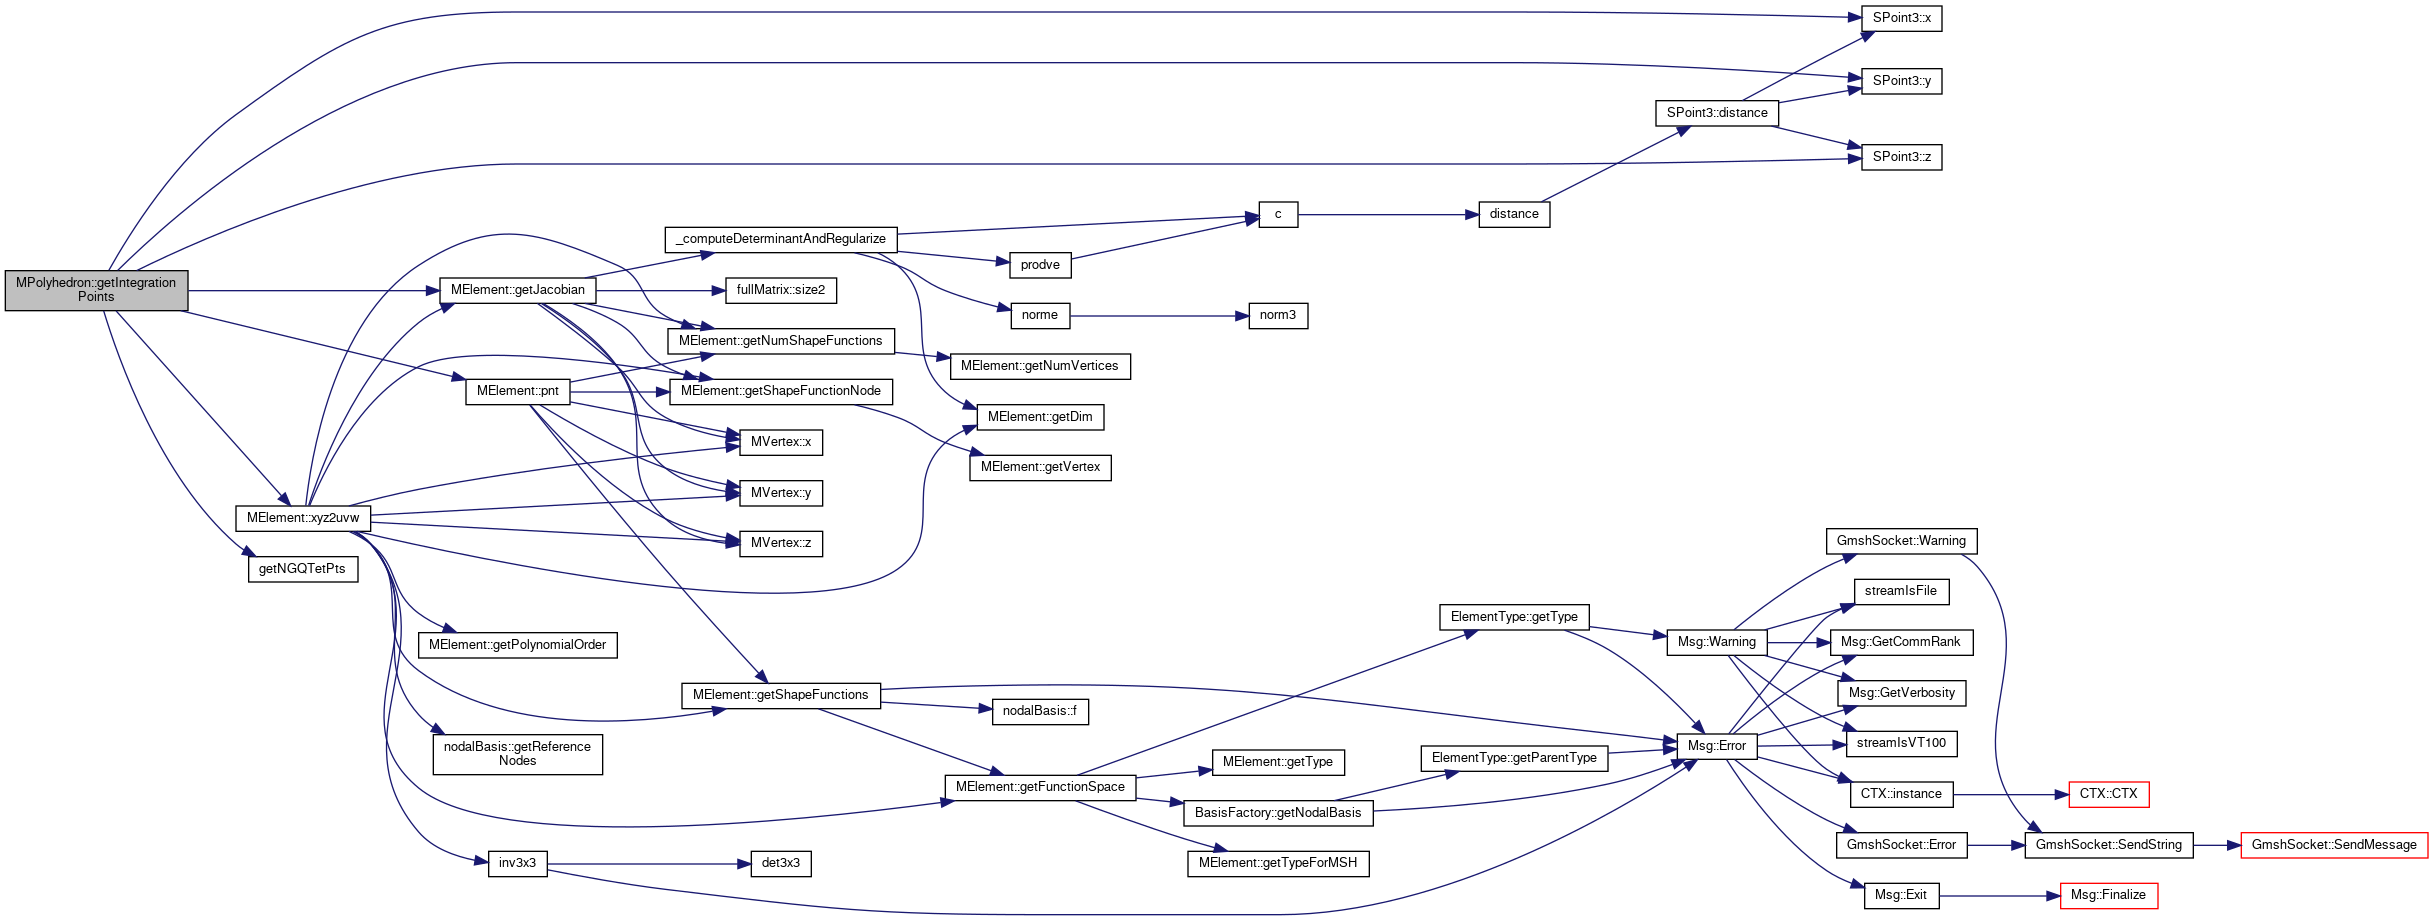 MPolyhedron::getIntegration
Points
MElement::xyz2uvw
getNGQTetPts
MElement::getJacobian
MElement::pnt
MElement::getPolynomialOrder
nodalBasis::getReference
Nodes
inv3x3
_computeDeterminantAndRegularize
fullMatrix::size2
MElement::getNumShapeFunctions
MElement::getShapeFunctionNode
MVertex::x
MVertex::y
MVertex::z
MElement::getShapeFunctions
det3x3
prodve
norme
MElement::getNumVertices
MElement::getDim
MElement::getVertex
nodalBasis::f
MElement::getFunctionSpace
c
norm3
MElement::getType
BasisFactory::getNodalBasis
MElement::getTypeForMSH
distance
ElementType::getType
ElementType::getParentType
SPoint3::distance
Msg::Warning
Msg::Error
SPoint3::x
SPoint3::y
SPoint3::z
GmshSocket::Warning
streamIsFile
Msg::GetCommRank
Msg::GetVerbosity
streamIsVT100
CTX::instance
GmshSocket::Error
Msg::Exit
CTX::CTX
GmshSocket::SendString
Msg::Finalize
GmshSocket::SendMessage